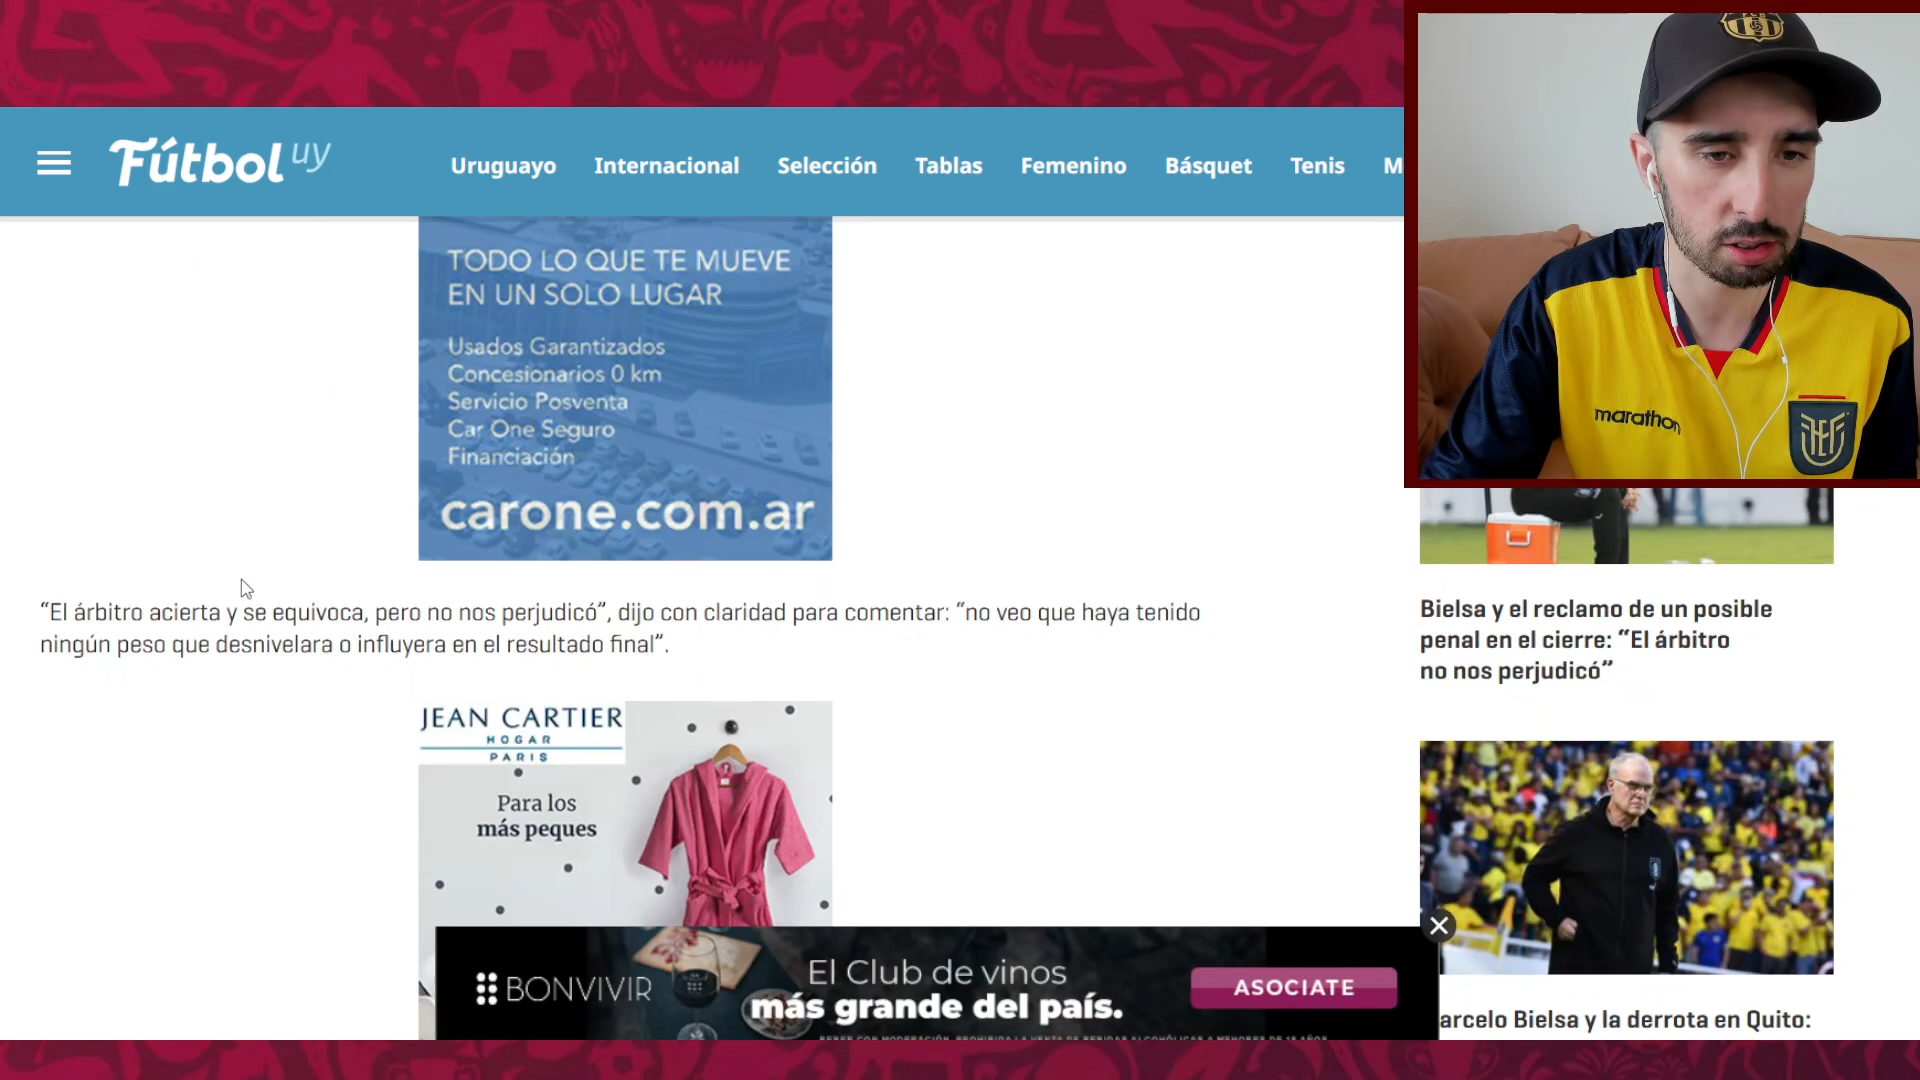 Fútbol uy
Uruguayo
Internacional
Selección
Tablas
Femenino
Básquet
Tenis
M
TODO LO QUE TE MUEVE
EN UN SOLO LUGAR
Usados Garantizados
Concesionarios 0 km
Servicio Posventa
Car One Seguro
Financiación
carone.com.ar
marathon
“El árbitro acierta y se equivoca, pero no nos perjudicó”, dijo con claridad para comentar: “no veo que haya tenido
ningún peso que desnivelara o influyera en el resultado final”.
Bielsa y el reclamo de un posible
penal en el cierre: “El árbitro
no nos perjudicó”
JEAN CARTIER
HOGAR
PARIS
Para los
más peques
BONVIVIR
El Club de vinos
más grande del país.
ASOCIATE
BEBER CON MODERACIÓN. PROHIBIDA LA VENTA DE BEBIDAS ALCOHÓLICAS A MENORES DE 18 AÑOS.
arcelo Bielsa y la derrota en Quito: